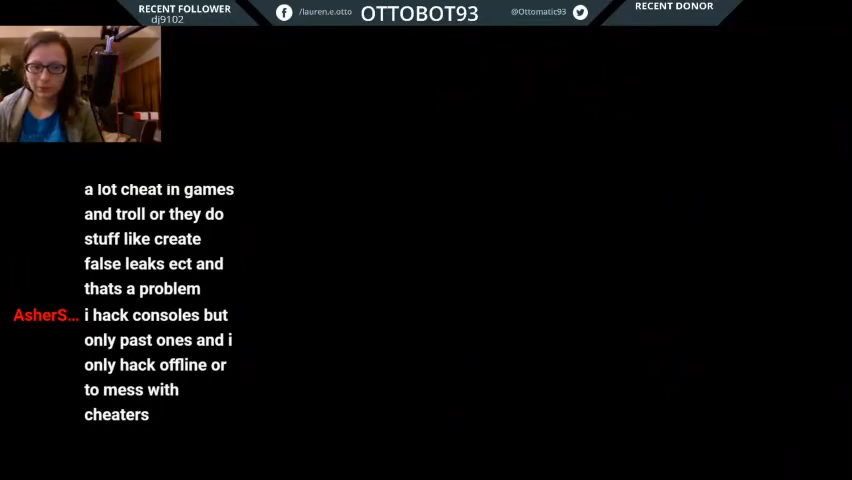 RECENT FOLLOWER
dj9102
/lauren.e.otto
OTTOBOT93
@Ottomatic93
RECENT DONOR
a lot cheat in games
and troll or they do
stuff like create
false leaks ect and
thats a problem
AsherS... i hack consoles but
only past ones and i
only hack offline or
to mess with
cheaters